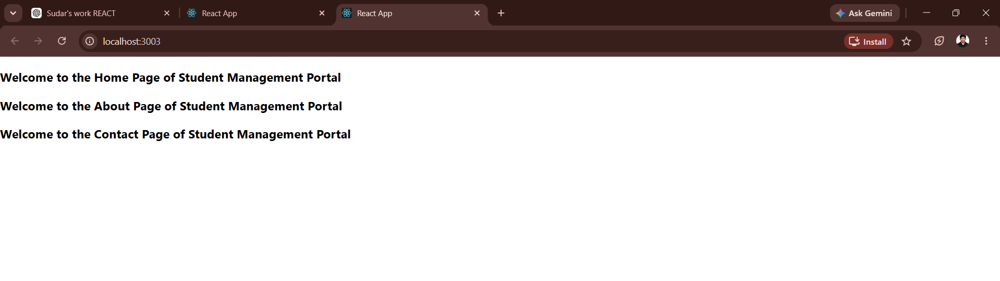 Sudar's work REACT
React App
React App
Ask Gemini
localhost:3003
Install
Welcome to the Home Page of Student Management Portal
Welcome to the About Page of Student Management Portal
Welcome to the Contact Page of Student Management Portal